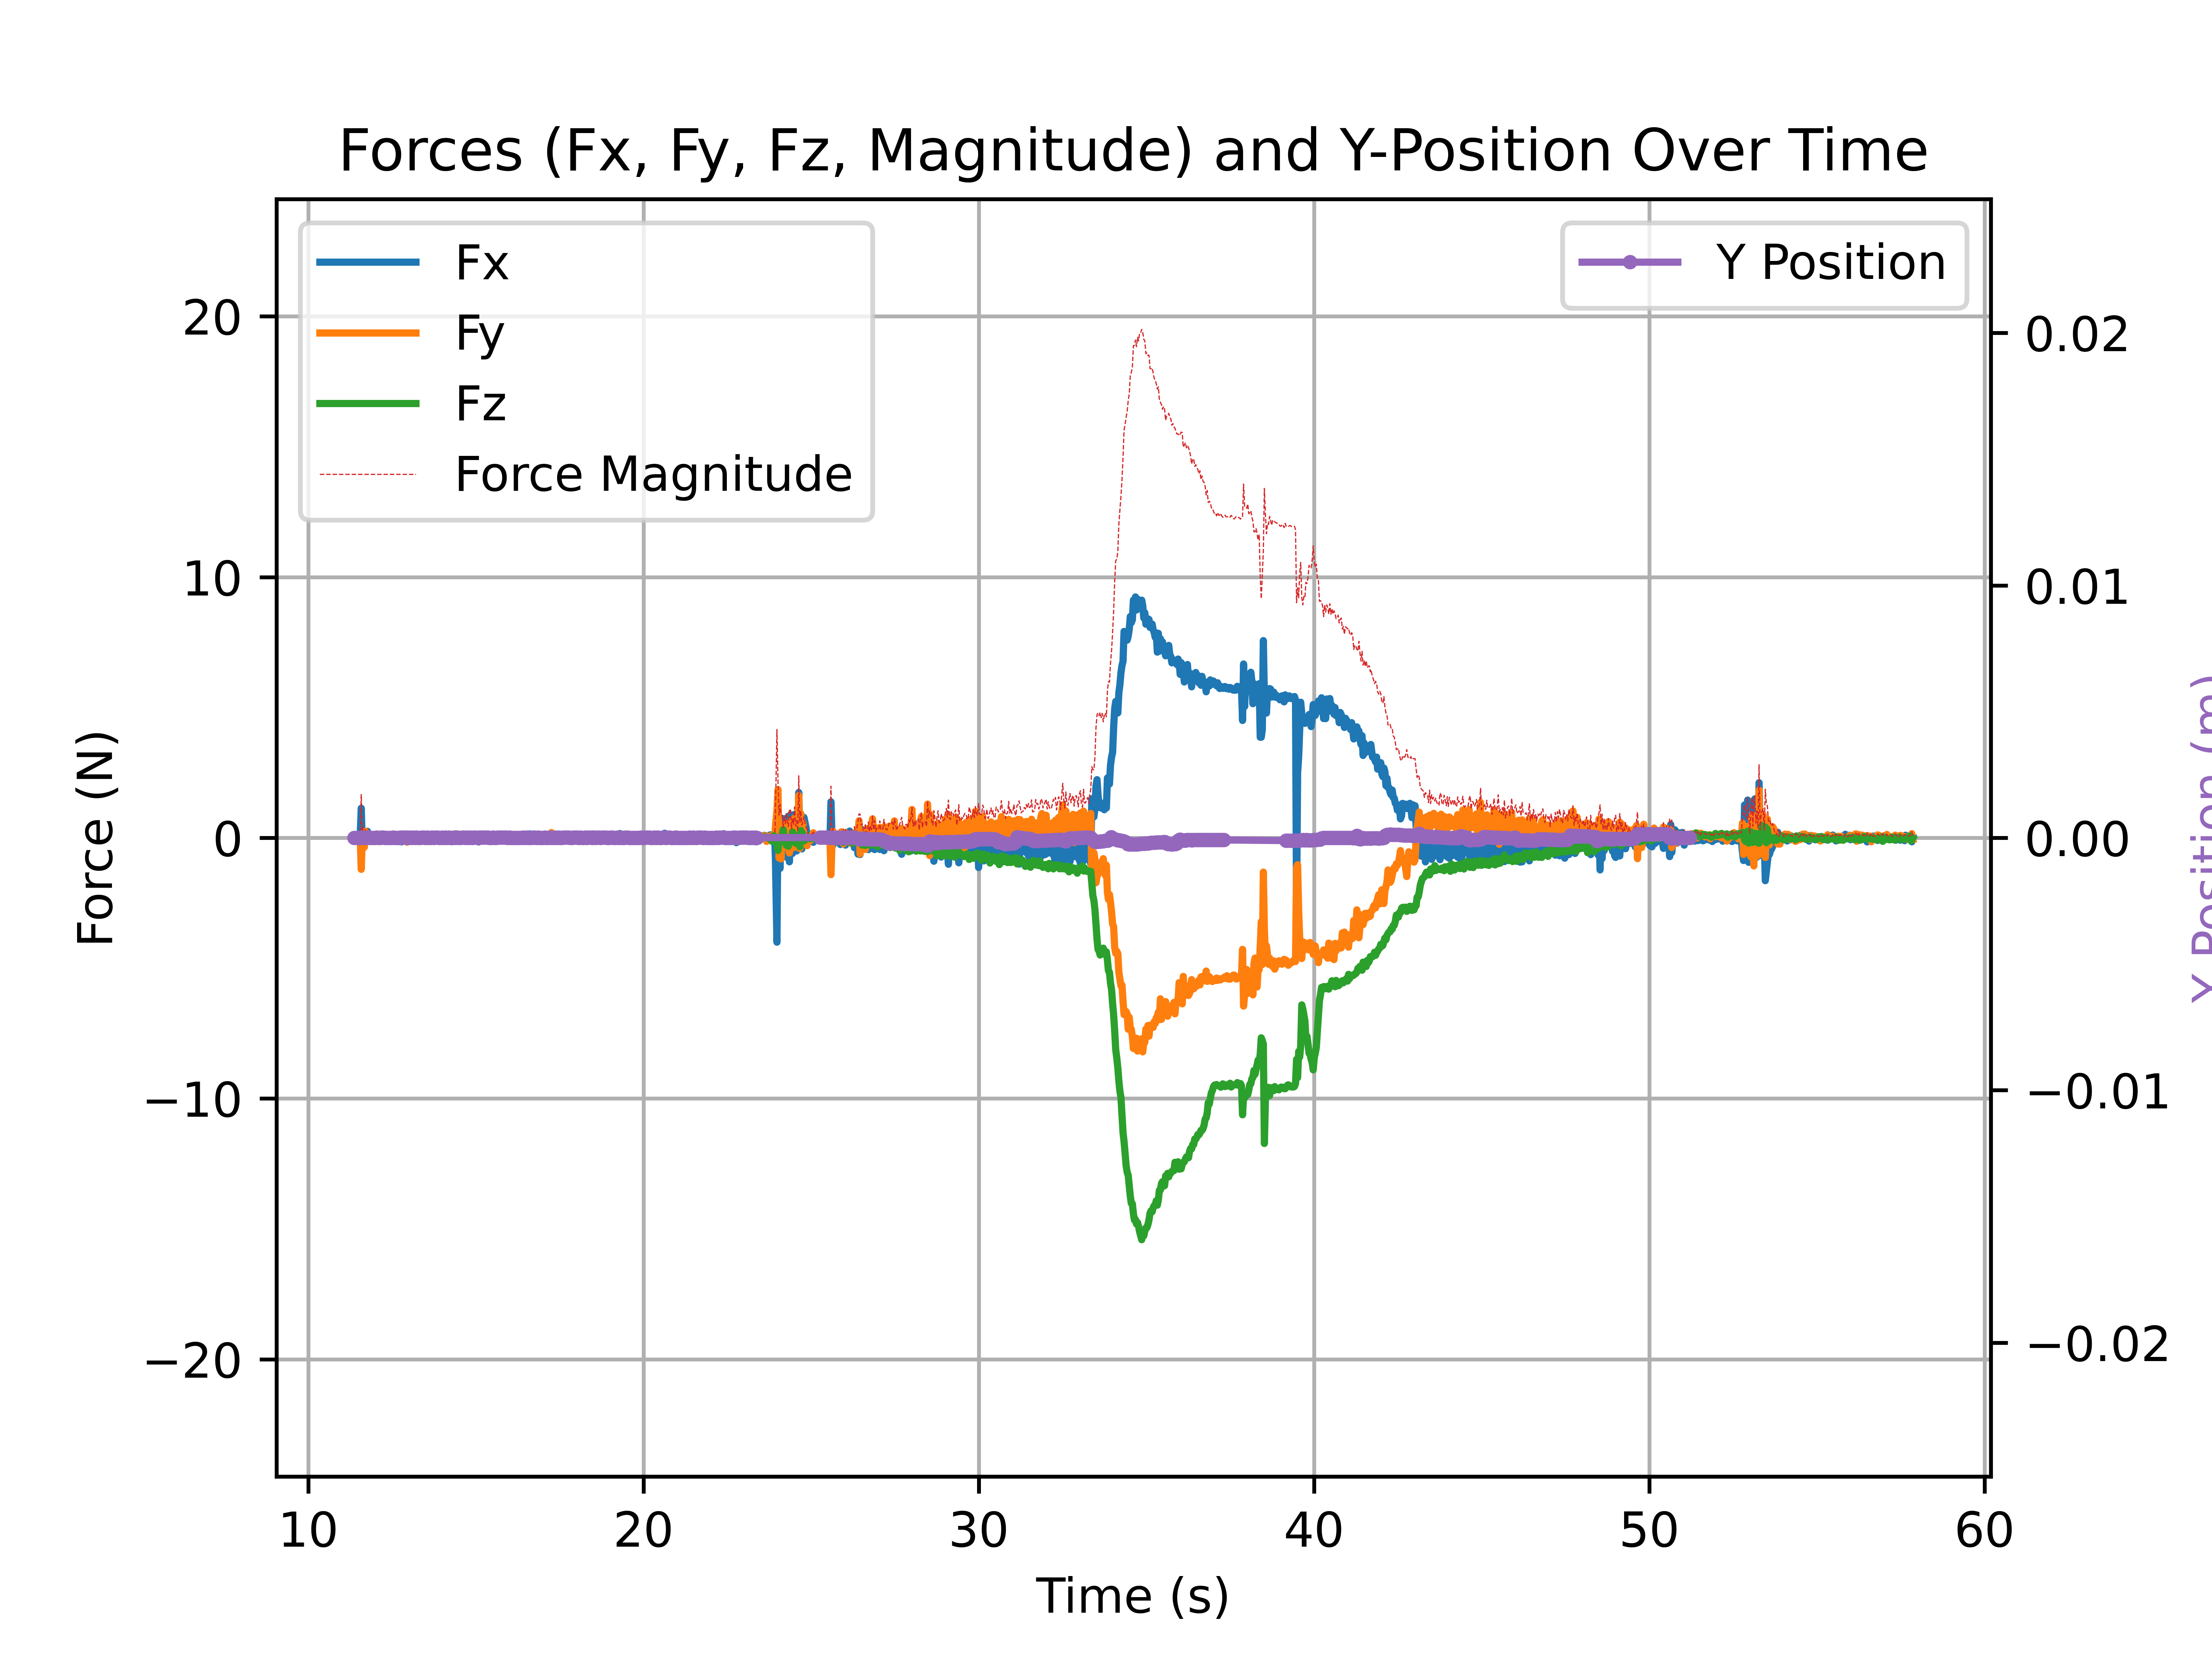 Forces (Fx, Fy, Fz, Magnitude) and Y-Position Over Time
Fx
Fy
Fz
Force Magnitude
Y Position
20
10
0
−10
−20
Force (N)
0.02
0.01
0.00
−0.01
−0.02
Y Position (m)
10 20 30 40 50 60
Time (s)